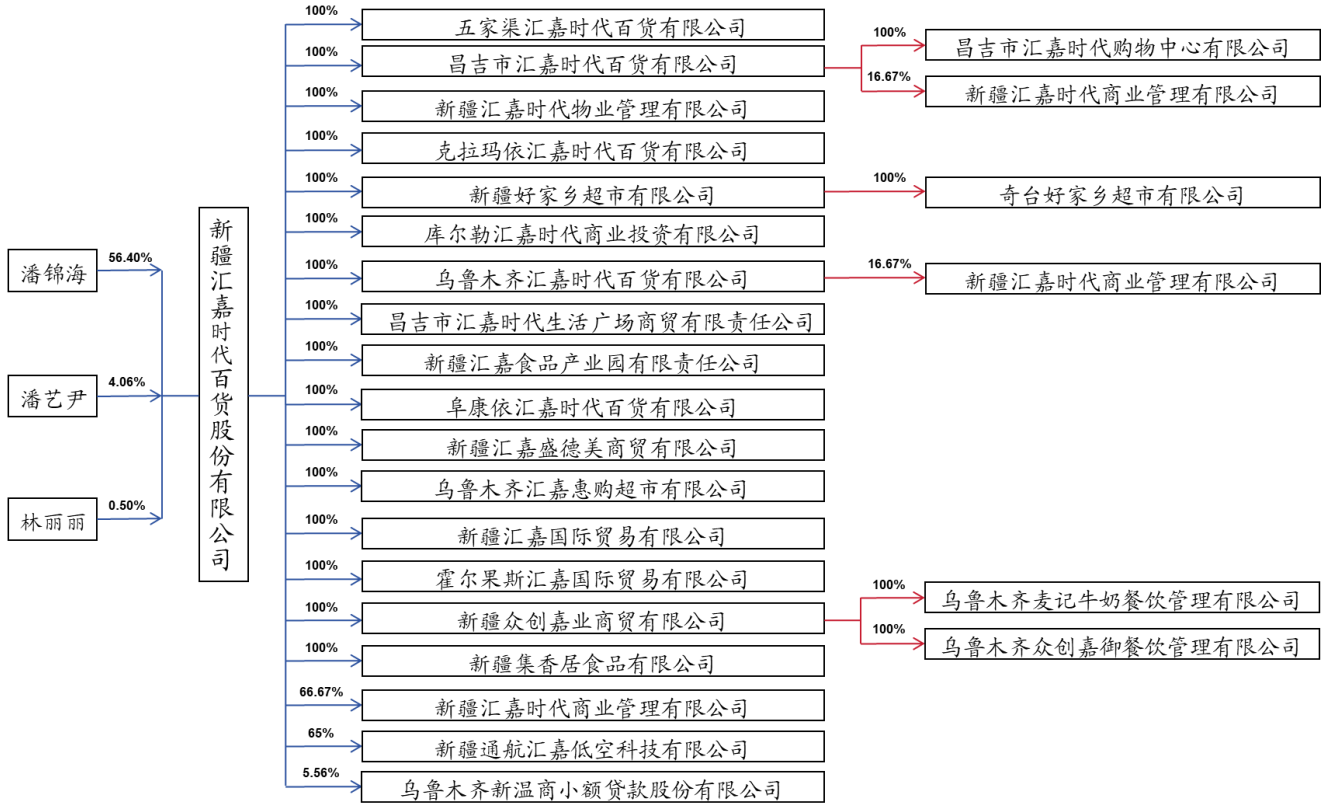 潘锦海
56.40%
潘艺尹
4.06%
林丽丽
0.50%
新疆汇嘉时代百货股份有限公司
100%
五家渠汇嘉时代百货有限公司
100%
昌吉市汇嘉时代百货有限公司
100%
昌吉市汇嘉时代购物中心有限公司
16.67%
新疆汇嘉时代商业管理有限公司
100%
新疆汇嘉时代物业管理有限公司
100%
克拉玛依汇嘉时代百货有限公司
100%
新疆好家乡超市有限公司
100%
奇台好家乡超市有限公司
100%
库尔勒汇嘉时代商业投资有限公司
100%
乌鲁木齐汇嘉时代百货有限公司
16.67%
新疆汇嘉时代商业管理有限公司
100%
昌吉市汇嘉时代生活广场商贸有限责任公司
100%
新疆汇嘉食品产业园有限责任公司
100%
阜康依汇嘉时代百货有限公司
100%
新疆汇嘉盛德美商贸有限公司
100%
乌鲁木齐汇嘉惠购超市有限公司
100%
新疆汇嘉国际贸易有限公司
100%
霍尔果斯汇嘉国际贸易有限公司
100%
新疆众创嘉业商贸有限公司
100%
乌鲁木齐麦记牛奶餐饮管理有限公司
100%
乌鲁木齐众创嘉御餐饮管理有限公司
100%
新疆集香居食品有限公司
66.67%
新疆汇嘉时代商业管理有限公司
65%
新疆通航汇嘉低空科技有限公司
5.56%
乌鲁木齐新温商小额贷款股份有限公司